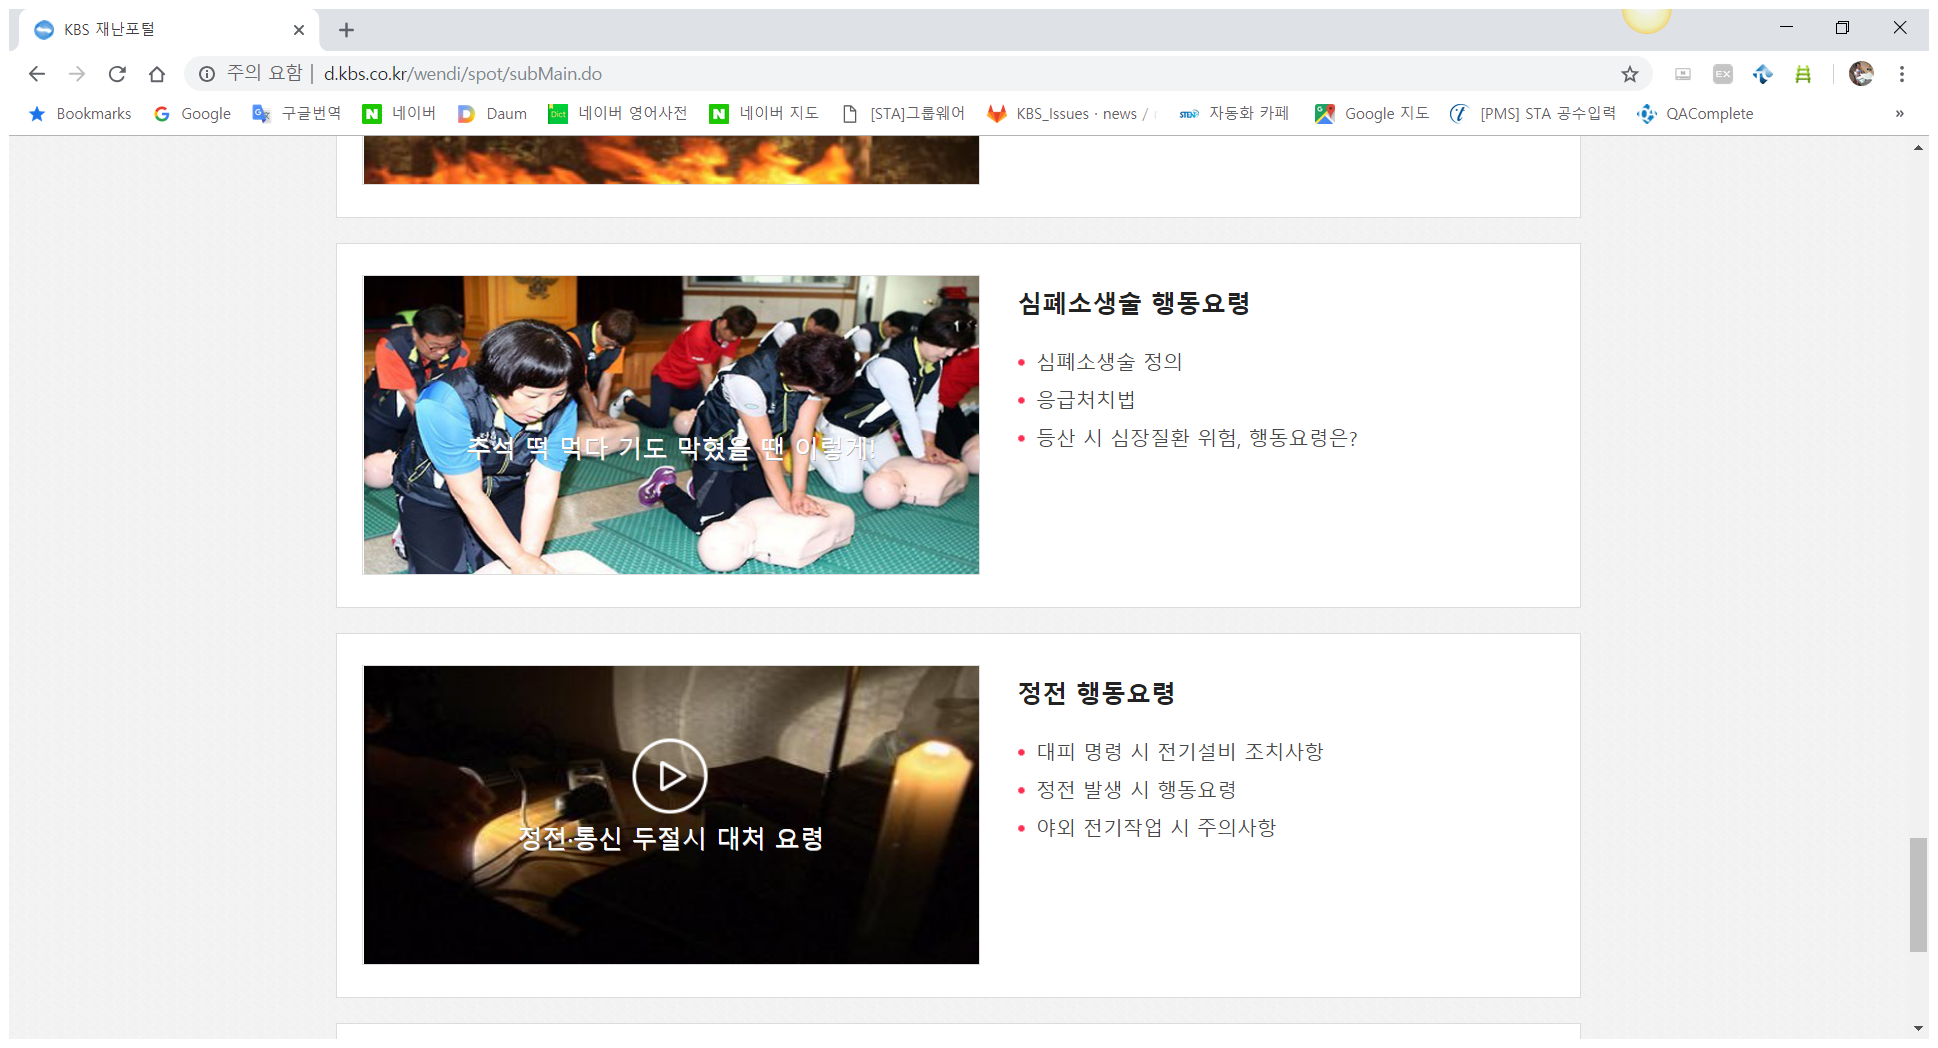 KBS 재난포털
주의 요함 | d.kbs.co.kr/wendi/spot/subMain.do
EX
Bookmarks Google 구글번역 네이버 Daum 네이버 영어사전 네이버 지도 [STA]그룹웨어 KBS_Issues · news / 자동화 카페 Google 지도 [PMS] STA 공수입력 QAComplete »
심폐소생술 행동요령
심폐소생술 정의
응급처치법
등산 시 심장질환 위험, 행동요령은?
추석 떡 먹다 기도 막혔을 땐 이렇게!
정전 행동요령
대피 명령 시 전기설비 조치사항
정전 발생 시 행동요령
야외 전기작업 시 주의사항
정전·통신 두절시 대처 요령